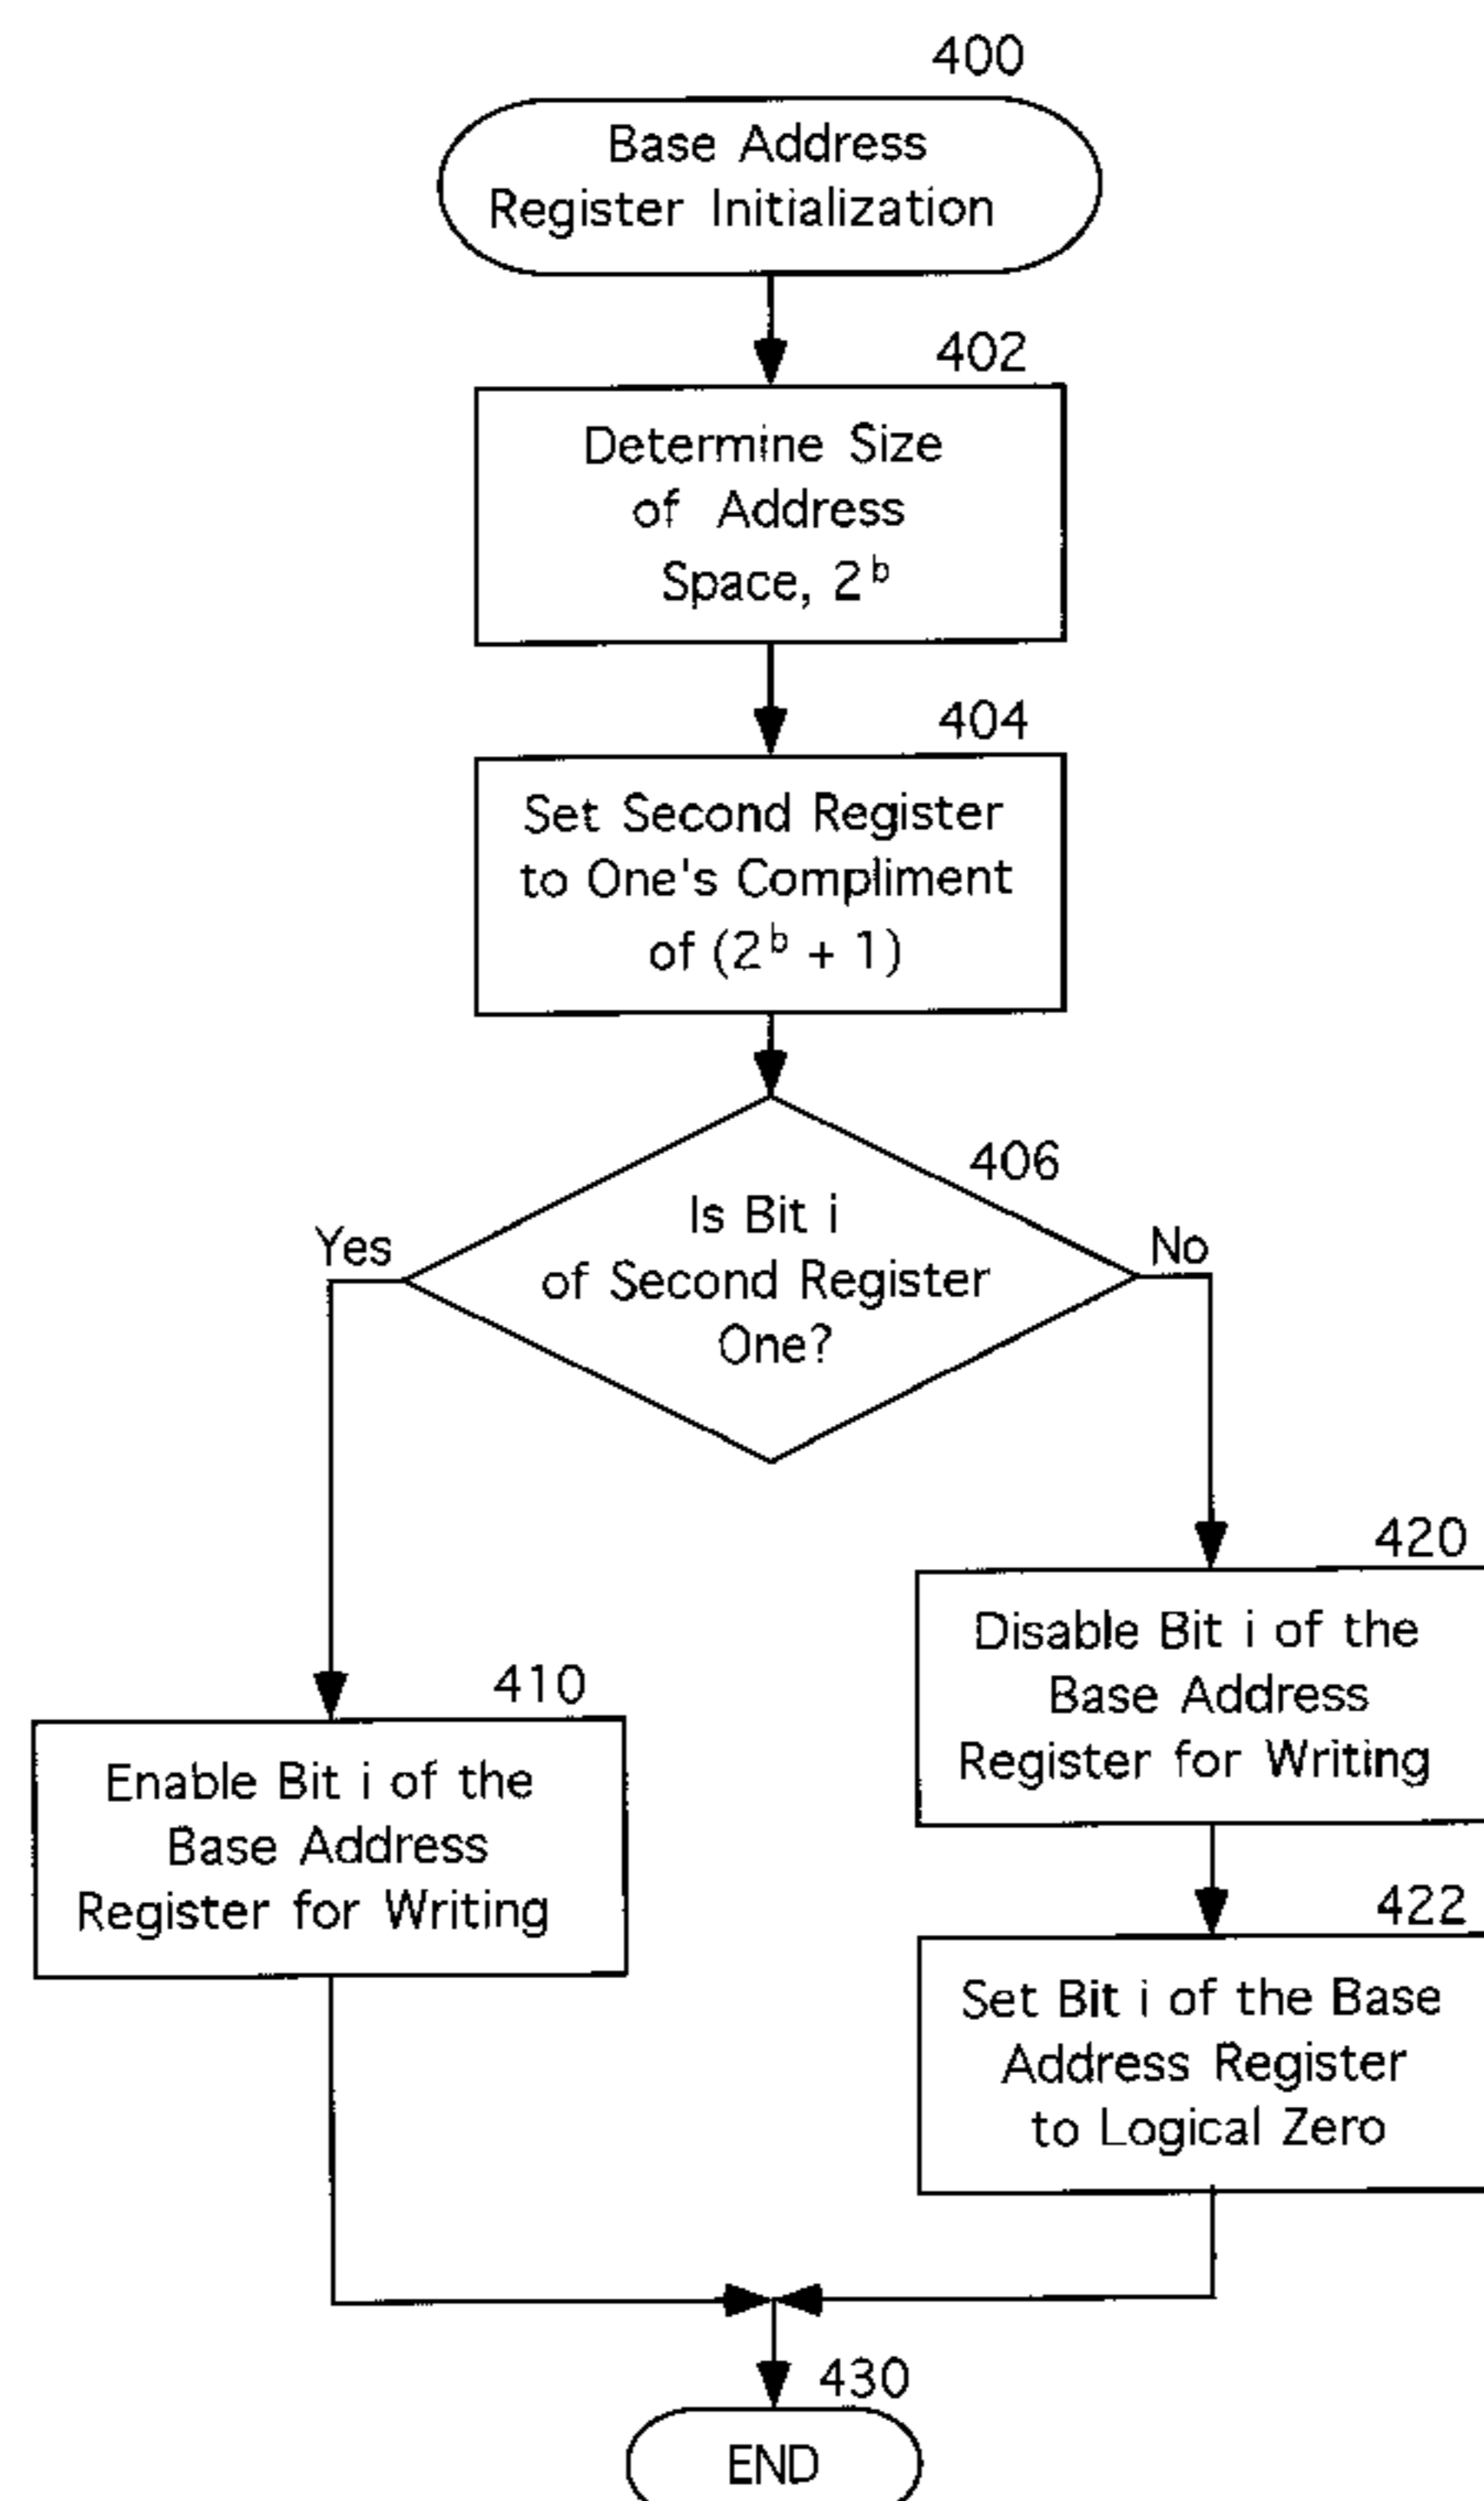 400
Base Address
Register Initialization
402
Determine Size
of Address
Space, 2ᵇ
404
Set Second Register
to One's Compliment
of (2ᵇ + 1)
406
Is Bit i
of Second Register
One?
Yes
No
420
Disable Bit i of the
Base Address
Register for Writing
410
Enable Bit i of the
Base Address
Register for Writing
422
Set Bit i of the Base
Address Register
to Logical Zero
430
END